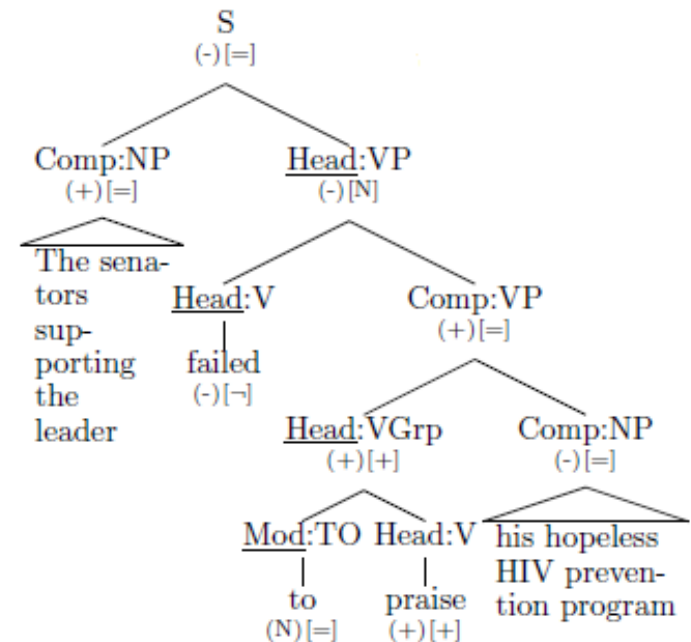 S
(-)[=]
Comp:NP Head:VP
(+)[=] (-)[N]
The sena-
tors
sup-
porting
the
leader
Head:V Comp:VP
(+)[=]
failed
(-)[¬]
Head:VGrp Comp:NP
(+)[+] (-)[=]
Mod:TO Head:V his hopeless
HIV preven-
tion program
to praise
(N)[=] (+)[+]